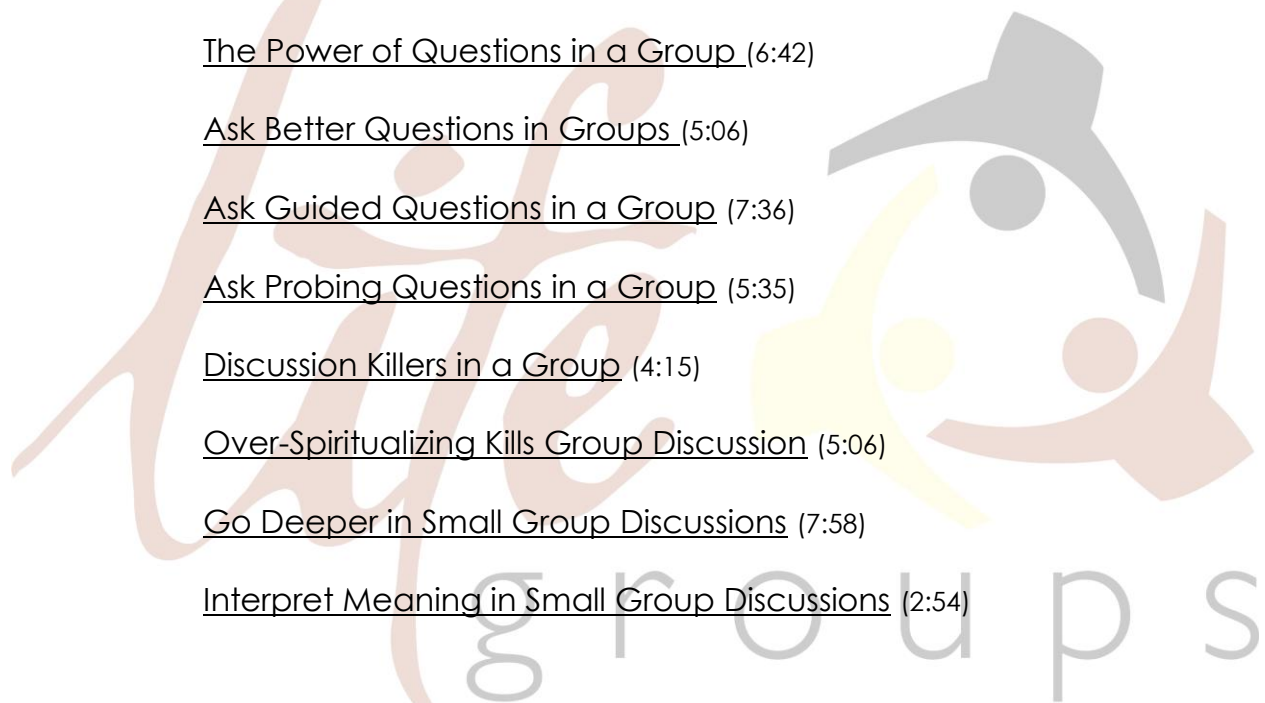 The Power of Questions in a Group (6:42)
Ask Better Questions in Groups (5:06)
Ask Guided Questions in a Group (7:36)
Ask Probing Questions in a Group (5:35)
Discussion Killers in a Group (4:15)
Over-Spiritualizing Kills Group Discussion (5:06)
Go Deeper in Small Group Discussions (7:58)
Interpret Meaning in Small Group Discussions (2:54)
life
groups